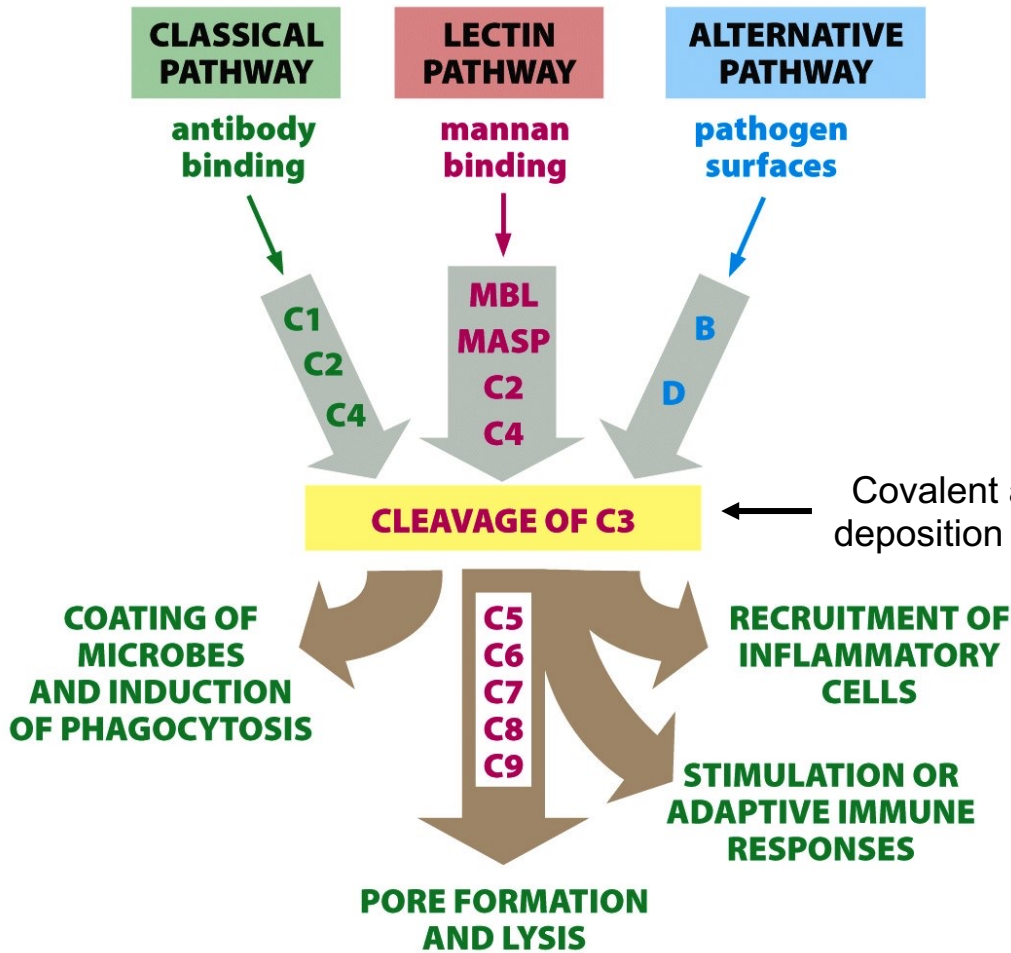 CLASSICAL
PATHWAY
LECTIN
PATHWAY
ALTERNATIVE
PATHWAY
antibody
binding
mannan
binding
pathogen
surfaces
C1
C2
C4
MBL
MASP
C2
C4
B
D
CLEAVAGE OF C3
Covalent
deposition
COATING OF
MICROBES
AND INDUCTION
OF PHAGOCYTOSIS
C5
C6
C7
C8
C9
RECRUITMENT OF
INFLAMMATORY
CELLS
STIMULATION OR
ADAPTIVE IMMUNE
RESPONSES
PORE FORMATION
AND LYSIS